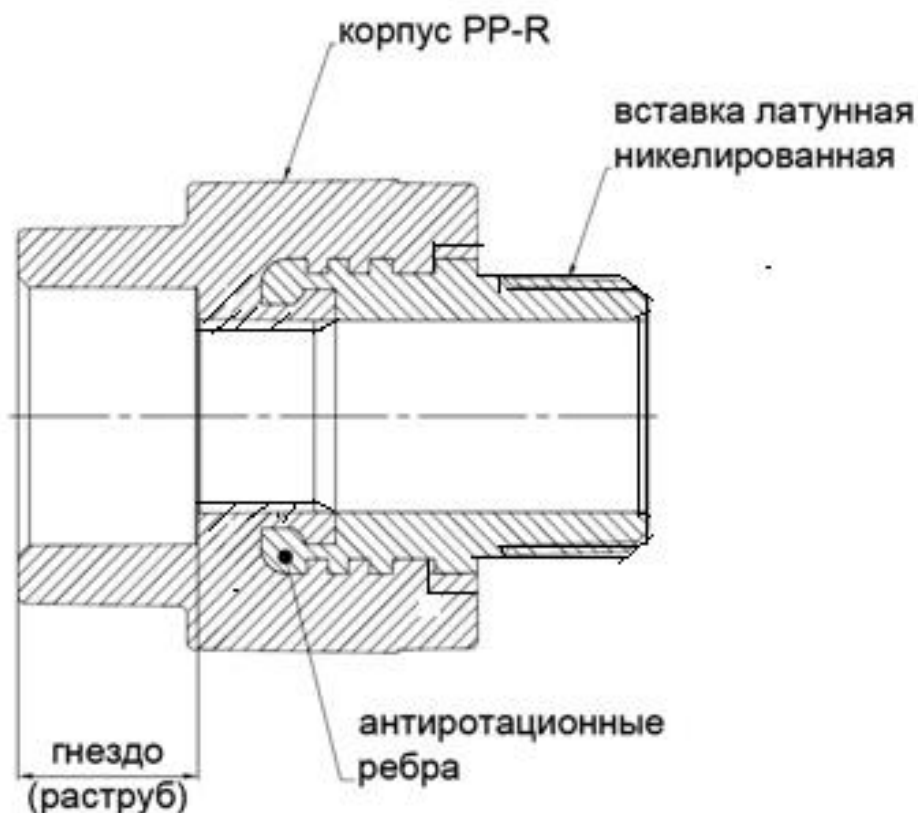 корпус PP-R
вставка латунная
никелированная
антиротационные
ребра
гнездо
(раструб)